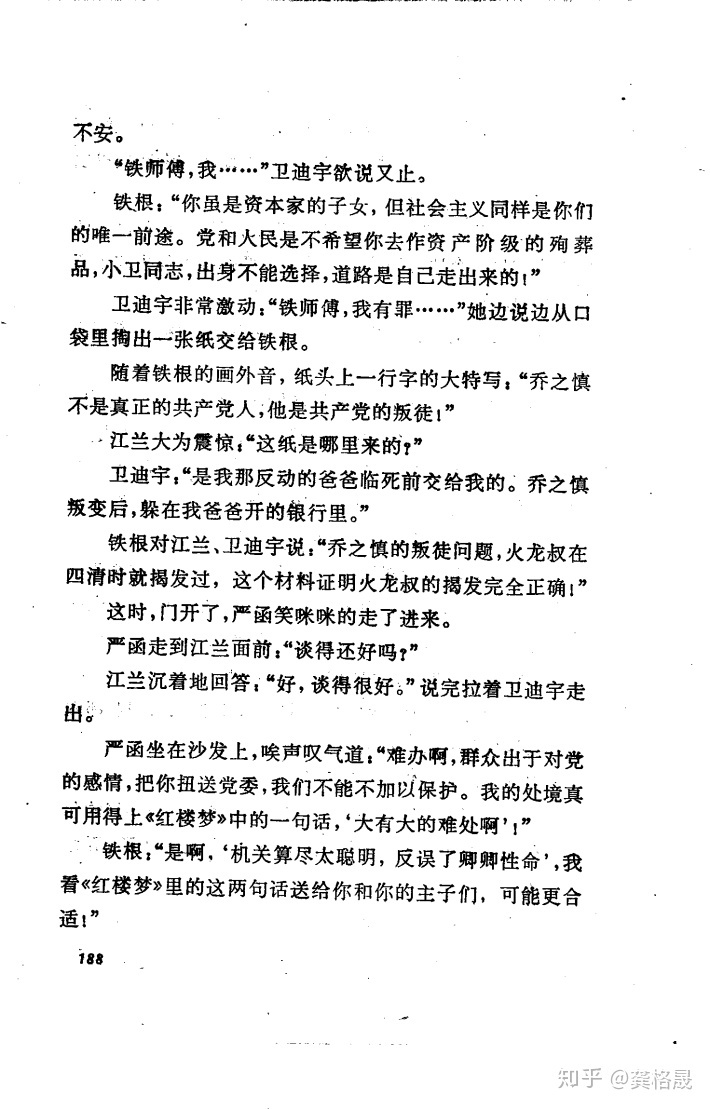 不安。
“铁师傅,我……”卫迪宇欲说又止。
铁根:“你虽是资本家的子女,但社会主义同样是你们
的唯一前途。党和人民是不希望你去作资产阶级的殉葬
品,小卫同志,出身不能选择,道路是自己走出来的!”
卫迪宇非常激动:“铁师傅,我有罪……”她边说边从口
袋里掏出一张纸交给铁根。
随着铁根的画外音,纸头上一行字的大特写:“乔之慎
不是真正的共产党人,他是共产党的叛徒!”
江兰大为震惊:“这纸是哪里来的?”
卫迪宇:“是我那反动的爸爸临死前交给我的。乔之慎
叛变后,躲在我爸爸开的银行里。”
铁根对江兰、卫迪宇说:“乔之慎的叛徒问题,火龙叔在
四清时就揭发过,这个材料证明火龙叔的揭发完全正确!”
这时,门开了,严函笑咪咪的走了进来。
严函走到江兰面前:“谈得还好吗?”
江兰沉着地回答:“好,谈得很好。”说完拉着卫迪宇走
出。
严函坐在沙发上,唉声叹气道:“难办啊,群众出于对党
的感情,把你扭送党委,我们不能不加以保护。我的处境真
可用得上《红楼梦》中的一句话,‘大有大的难处啊’!”
铁根:“是啊,‘机关算尽太聪明,反误了卿卿性命’,我
看《红楼梦》里的这两句话送给你和你的主子们,可能更合
适!”
188
知乎 @龚格晟